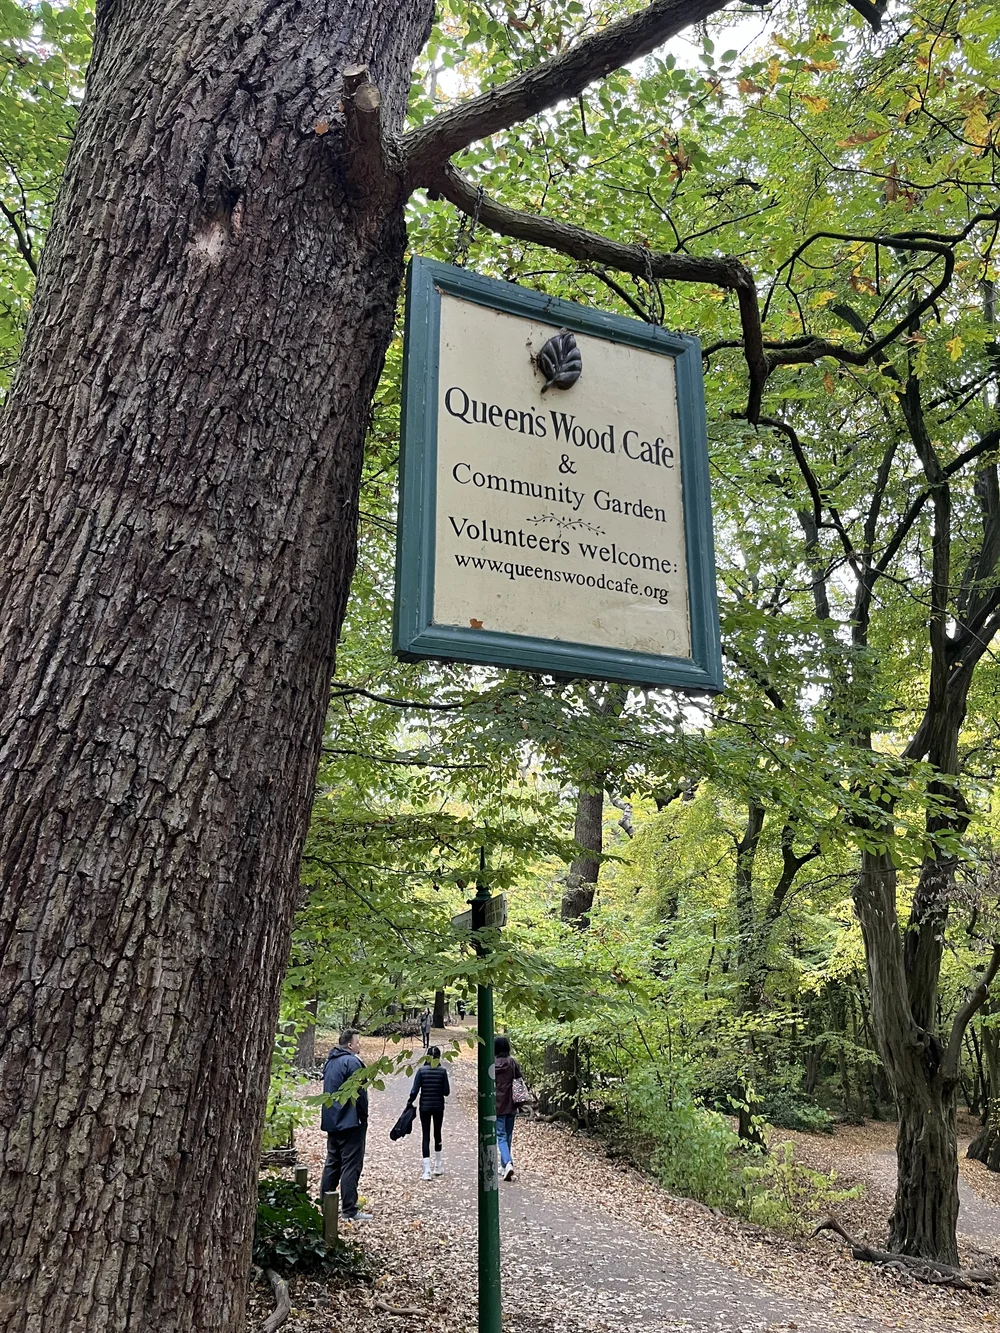 Queen's Wood Cafe
&
Community Garden
Volunteers welcome:
www.queenswoodcafe.org